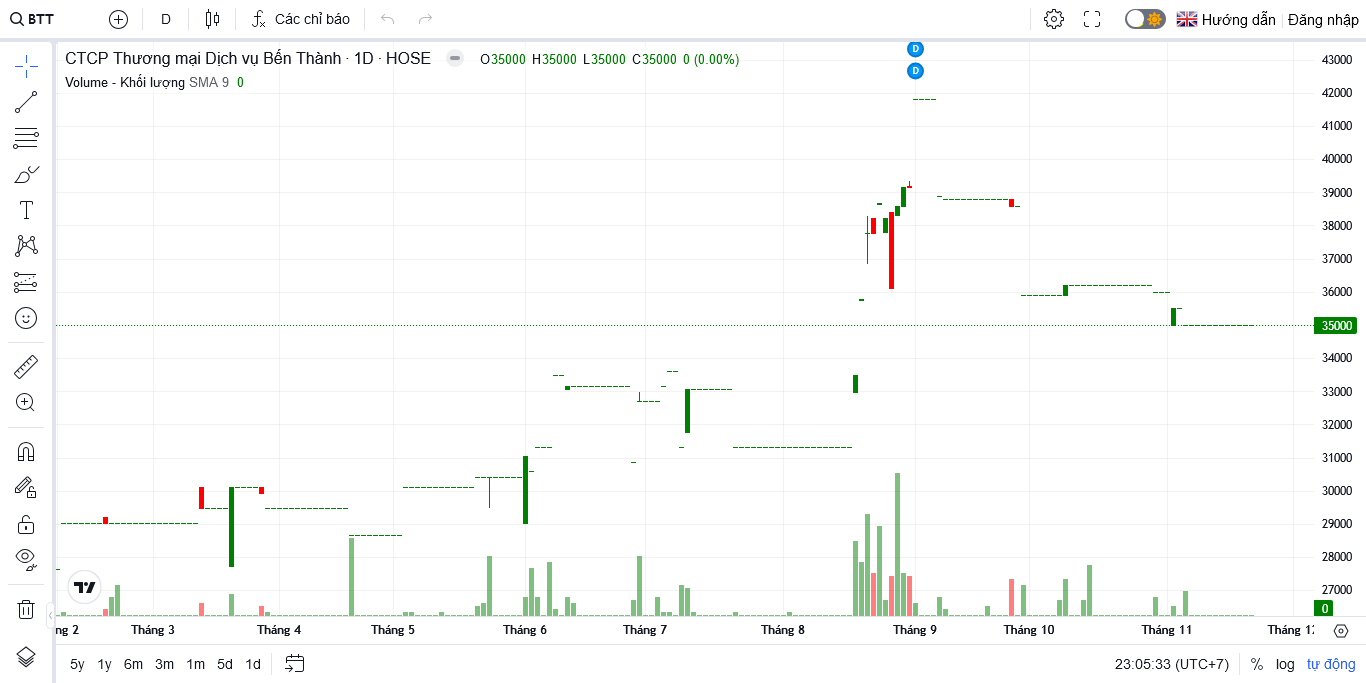 BTT D Các chỉ báo Hướng dẫn Đăng nhập
CTCP Thương mại Dịch vụ Bến Thành · 1D · HOSE O35000 H35000 L35000 C35000 0 (0.00%)
Volume - Khối lượng SMA 9 0
D
D
43000
42000
41000
40000
39000
38000
37000
36000
35000
34000
33000
32000
31000
30000
29000
28000
27000
0
ng 2 Tháng 3 Tháng 4 Tháng 5 Tháng 6 Tháng 7 Tháng 8 Tháng 9 Tháng 10 Tháng 11 Tháng 1
5y 1y 6m 3m 1m 5d 1d 23:05:33 (UTC+7) % log tự động